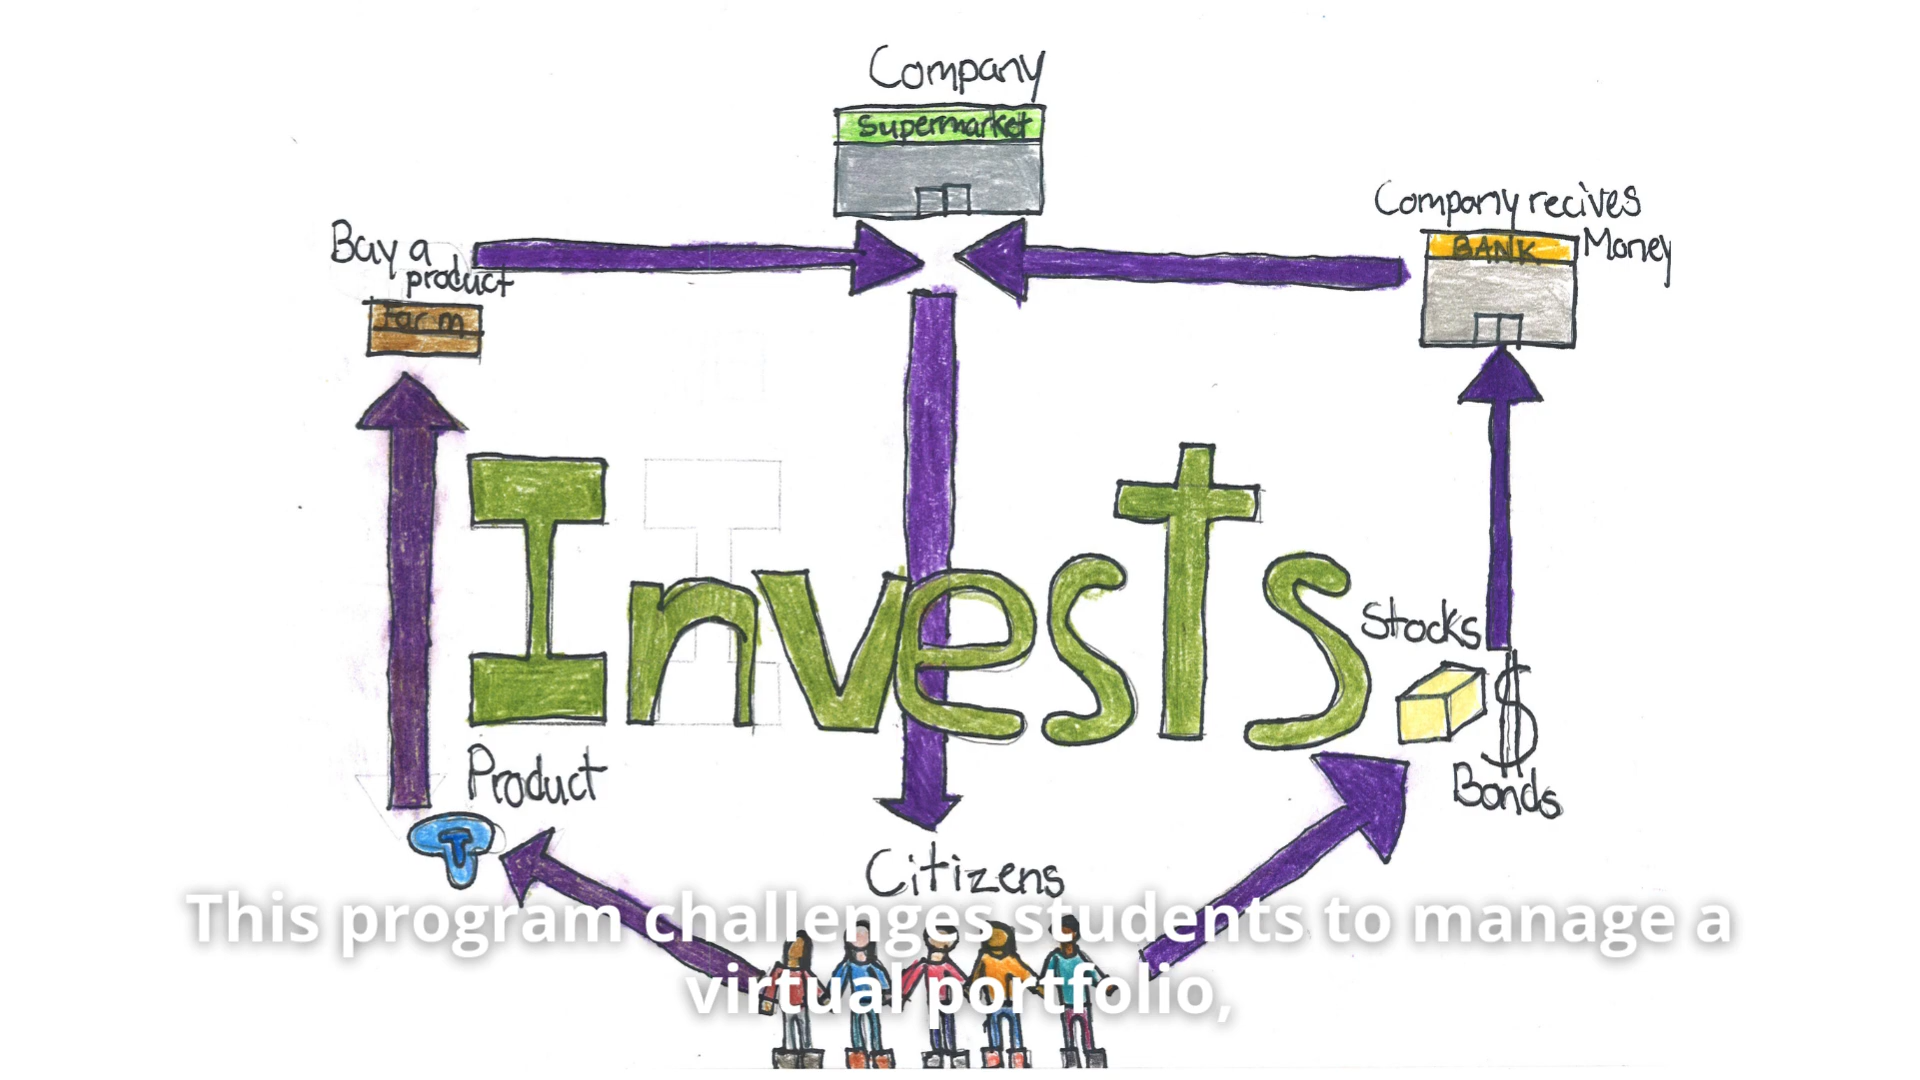 Company
Supermarket
Company recives
Money
BANK
Buy a
product
Farm
Invests
Stocks
$
Bonds
Product
T
Citizens
This program challenges students to manage a
virtual portfolio,